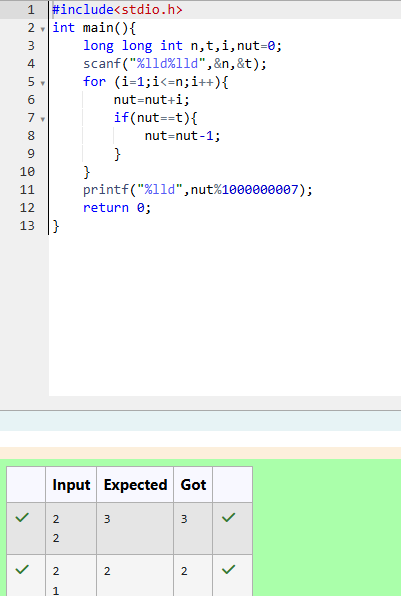 1 #include<stdio.h>
2 int main(){
3     long long int n,t,i,nut=0;
4     scanf("%lld%lld",&n,&t);
5     for (i=1;i<=n;i++){
6         nut=nut+i;
7         if(nut==t){
8             nut=nut-1;
9         }
10     }
11     printf("%lld",nut%1000000007);
12     return 0;
13 }
Input Expected Got
2 3 3
2
2 2 2
1